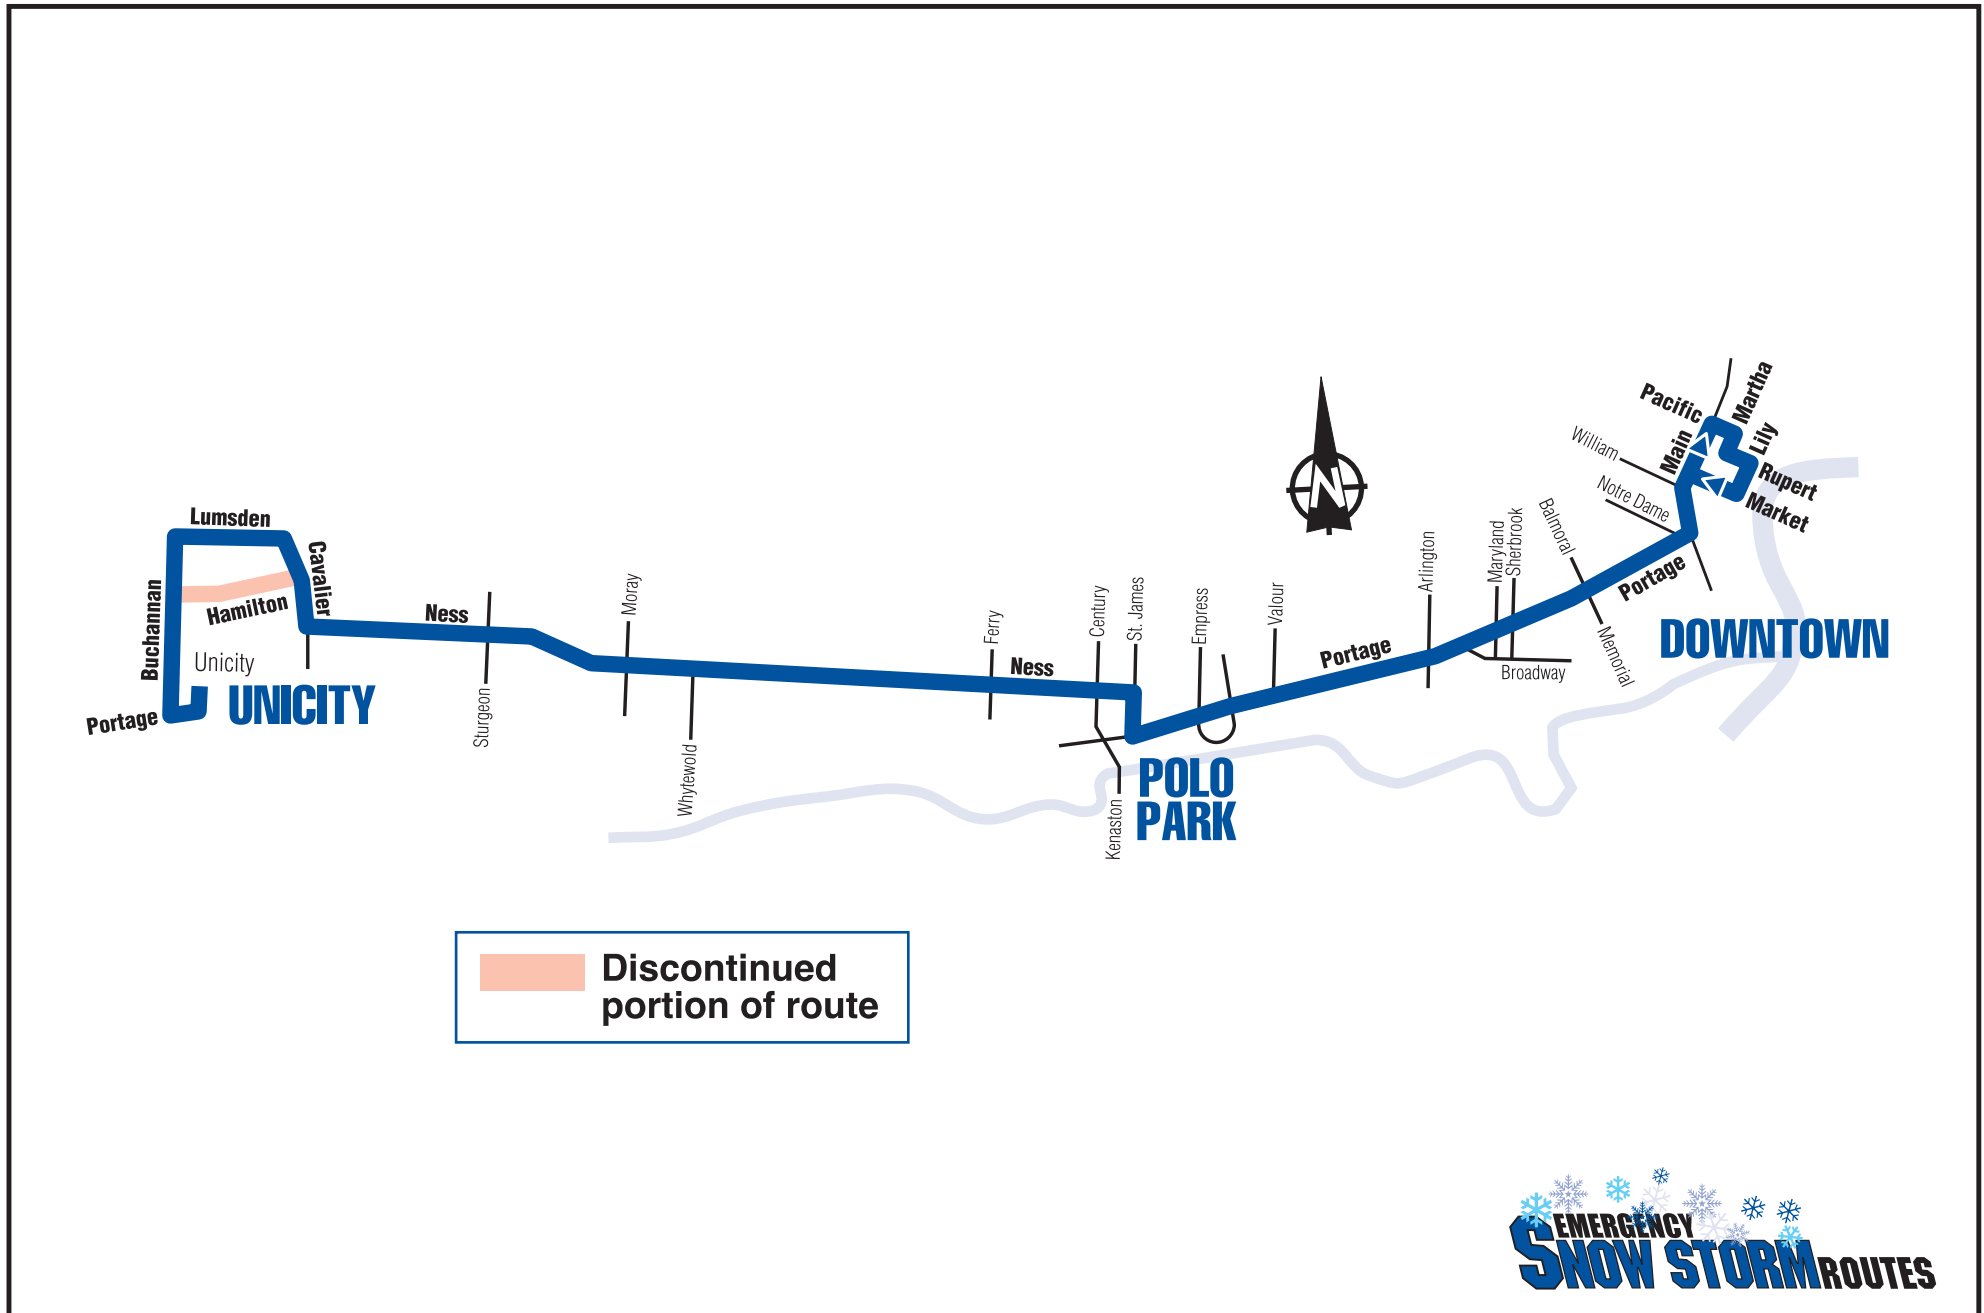 Martha
Pacific
Lily
Main
William
Rupert
Notre Dame
Market
Balmoral
Lumsden
Cavalier
Sherbrook
Maryland
Arlington
Portage
Buchannan
Hamilton
Ness
Moray
Century
St. James
Empress
Valour
Ferry
Portage
DOWNTOWN
Memorial
Broadway
Unicity
UNICITY
Portage
Ness
Sturgeon
Whytewold
POLO
PARK
Kenaston
N
Discontinued
portion of route
EMERGENCY
SNOW STORM ROUTES